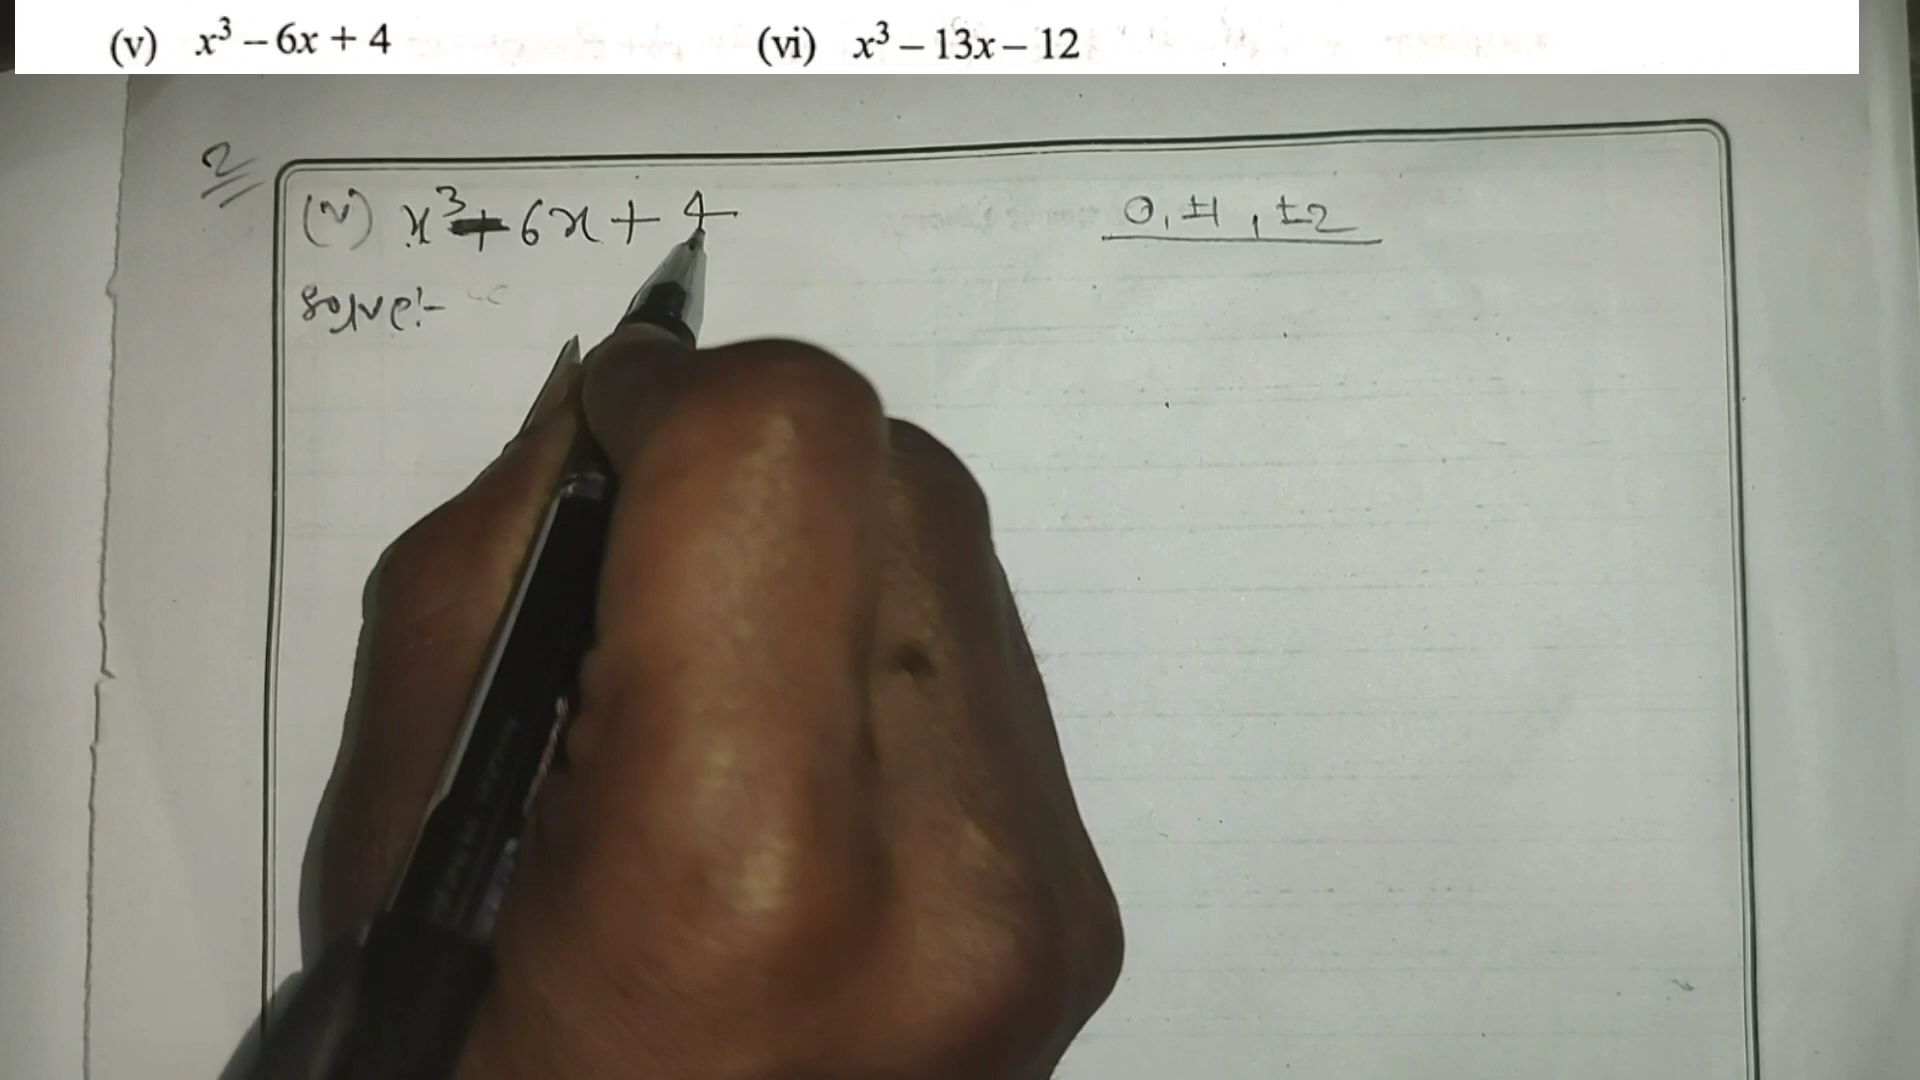 (v) x³ – 6x + 4 (vi) x³ – 13x – 12
2
(v) x³ - 6x + 4 0, ±1, ±2
Solve:-